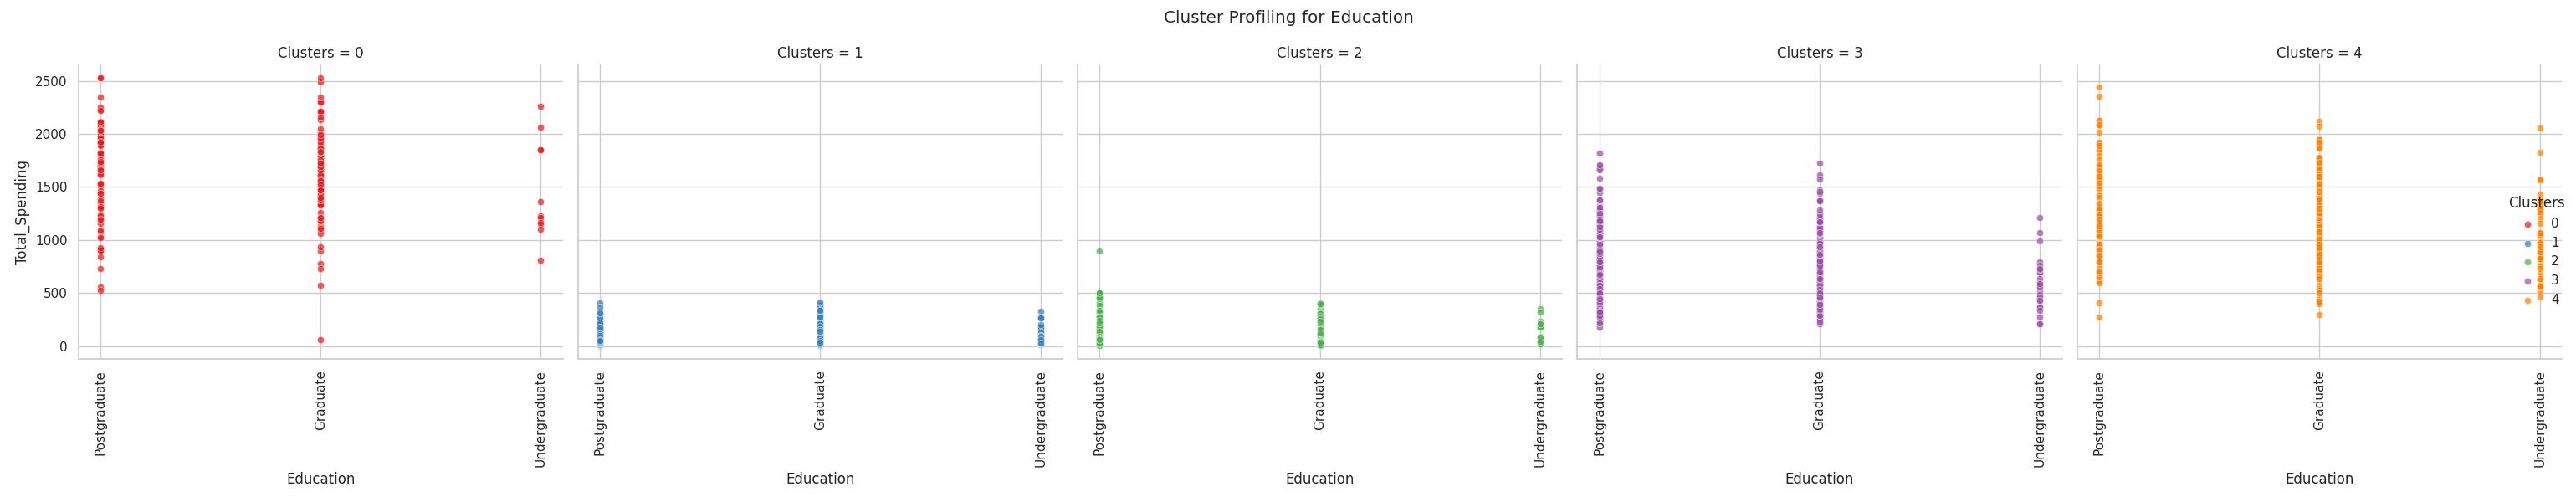 Cluster Profiling for Education
Clusters = 0
Clusters = 1
Clusters = 2
Clusters = 3
Clusters = 4
Total_Spending
2500
2000
1500
1000
500
0
Clusters
0
1
2
3
4
Postgraduate
Graduate
Undergraduate
Postgraduate
Graduate
Undergraduate
Postgraduate
Graduate
Undergraduate
Postgraduate
Graduate
Undergraduate
Postgraduate
Graduate
Undergraduate
Education
Education
Education
Education
Education